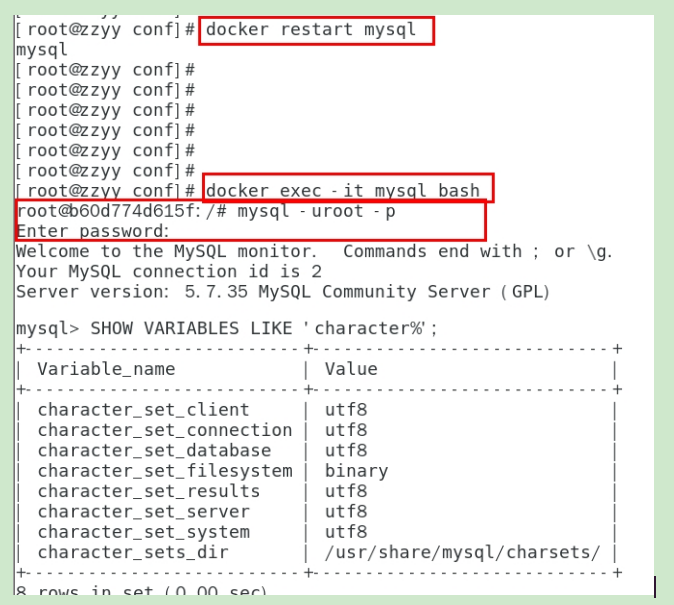 [root@zzyy conf]# docker restart mysql
mysql
[root@zzyy conf]#
[root@zzyy conf]#
[root@zzyy conf]#
[root@zzyy conf]#
[root@zzyy conf]#
[root@zzyy conf]#
[root@zzyy conf]# docker exec -it mysql bash
root@b60d774d615f:/# mysql -uroot -p
Enter password:
Welcome to the MySQL monitor.  Commands end with ; or \g.
Your MySQL connection id is 2
Server version: 5.7.35 MySQL Community Server (GPL)
mysql> SHOW VARIABLES LIKE 'character%';
+--------------------------+----------------------------+
| Variable_name            | Value                      |
+--------------------------+----------------------------+
| character_set_client     | utf8                       |
| character_set_connection | utf8                       |
| character_set_database   | utf8                       |
| character_set_filesystem | binary                     |
| character_set_results    | utf8                       |
| character_set_server     | utf8                       |
| character_set_system     | utf8                       |
| character_sets_dir       | /usr/share/mysql/charsets/ |
+--------------------------+----------------------------+
8 rows in set (0.00 sec)